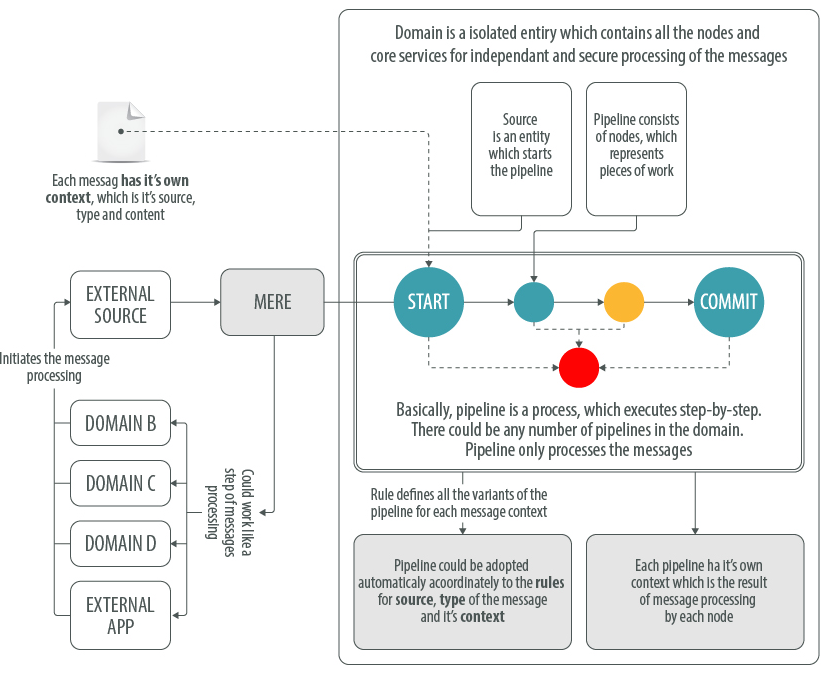 Domain is a isolated entiry which contains all the nodes and
core services for independant and secure processing of the messages
Source
is an entity
which starts
the pipeline
Pipeline consists
of nodes, which
represents
pieces of work
Each messag has it's own
context, which is it's source,
type and content
EXTERNAL
SOURCE
MERE
START
COMMIT
Initiates the message
processing
Basically, pipeline is a process, which executes step-by-step.
There could be any number of pipelines in the domain.
Pipeline only processes the messages
DOMAIN B
DOMAIN C
DOMAIN D
EXTERNAL
APP
Could work like a
step of messages
processing
Rule defines all the variants of the
pipeline for each message context
Pipeline could be adopted
automaticaly acoordinately to the rules
for source, type of the message
and it's context
Each pipeline ha it's own
context which is the result
of message processing
by each node